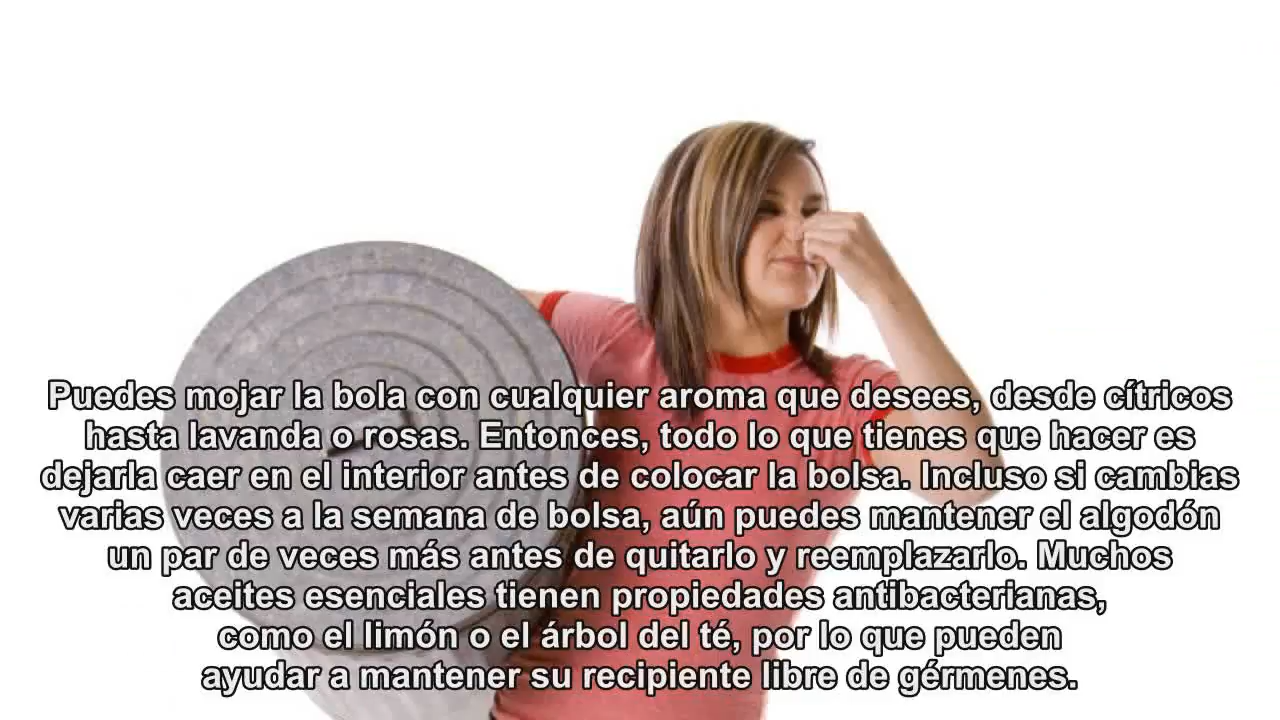 Puedes mojar la bola con cualquier aroma que desees, desde cítricos
hasta lavanda o rosas. Entonces, todo lo que tienes que hacer es
dejarla caer en el interior antes de colocar la bolsa. Incluso si cambias
varias veces a la semana de bolsa, aún puedes mantener el algodón
un par de veces más antes de quitarlo y reemplazarlo. Muchos
aceites esenciales tienen propiedades antibacterianas,
como el limón o el árbol del té, por lo que pueden
ayudar a mantener su recipiente libre de gérmenes.